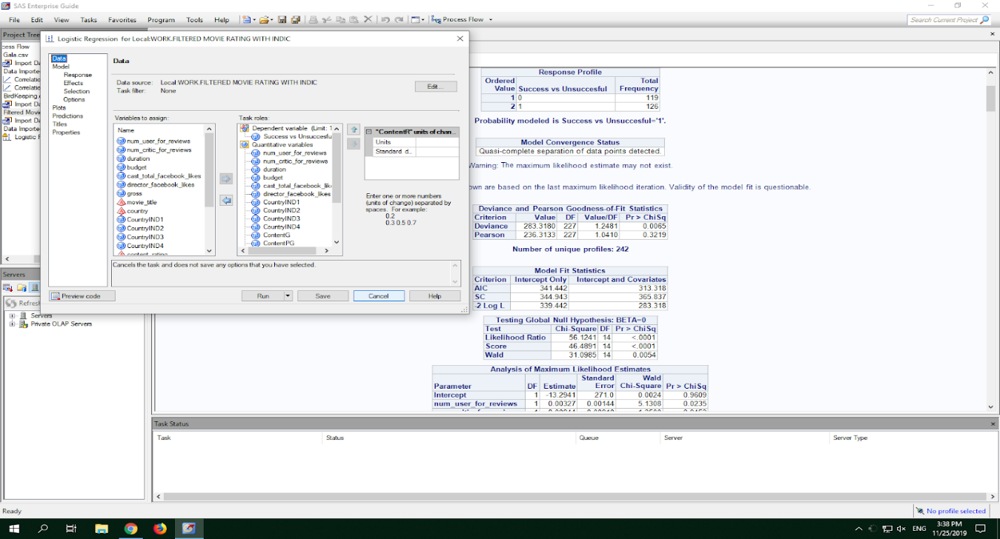 SAS Enterprise Guide
File Edit View Tasks Favorites Program Tools Help Process Flow Search Current Project
Project Tree
cess Flow
Gala.csv
Import Da
Data Importe
Correlatio
Correlatio
BirdKeeping.c
Import Da
Filtered Movie
Import Da
Data Importe
Logistic R
Servers
Refresh
Servers
Private OLAP Servers
Logistic Regression for Local:WORK.FILTERED MOVIE RATING WITH INDIC
Data
Model
Response
Effects
Selection
Options
Plots
Predictions
Titles
Properties
Data
Data source: Local:WORK.FILTERED MOVIE RATING WITH INDIC
Task filter: None
Edit...
Variables to assign:
Name
num_user_for_reviews
num_critic_for_reviews
duration
budget
cast_total_facebook_likes
director_facebook_likes
gross
movie_title
country
CountryIND1
CountryIND2
CountryIND3
CountryIND4
content_rating
Task roles:
Dependent variable (Limit: 1
Success vs Unsuccesfu
Quantitative variables
num_user_for_reviews
num_critic_for_reviews
duration
budget
cast_total_facebook_lik
director_facebook_likes
CountryIND1
CountryIND2
CountryIND3
CountryIND4
ContentG
ContentPG
"ContentR" units of chan...
Units
Standard d...
Enter one or more numbers
(units of change) separated by
spaces. For example:
0.2
0.3 0.5 0.7
Cancels the task and does not save any options that you have selected.
Preview code Run Save Cancel Help
Response Profile
Ordered Total
Value Success vs Unsuccesful Frequency
1 0 119
2 1 126
Probability modeled is Success vs Unsuccesful='1'.
Model Convergence Status
Quasi-complete separation of data points detected.
Warning: The maximum likelihood estimate may not exist.
own are based on the last maximum likelihood iteration. Validity of the model fit is questionable.
Deviance and Pearson Goodness-of-Fit Statistics
Criterion Value DF Value/DF Pr > ChiSq
Deviance 283.3180 227 1.2481 0.0065
Pearson 236.3133 227 1.0410 0.3219
Number of unique profiles: 242
Model Fit Statistics
Criterion Intercept Only Intercept and Covariates
AIC 341.442 313.318
SC 344.943 365.837
-2 Log L 339.442 283.318
Testing Global Null Hypothesis: BETA=0
Test Chi-Square DF Pr > ChiSq
Likelihood Ratio 56.1241 14 <.0001
Score 46.4891 14 <.0001
Wald 31.0985 14 0.0054
Analysis of Maximum Likelihood Estimates
Standard Wald
Parameter DF Estimate Error Chi-Square Pr > ChiSq
Intercept 1 -13.2941 271.0 0.0024 0.9609
num_user_for_reviews 1 0.00327 0.00144 5.1308 0.0235
Task Status
Task Status Queue Server Server Type
Ready
No profile selected
ENG
3:38 PM
11/25/2019